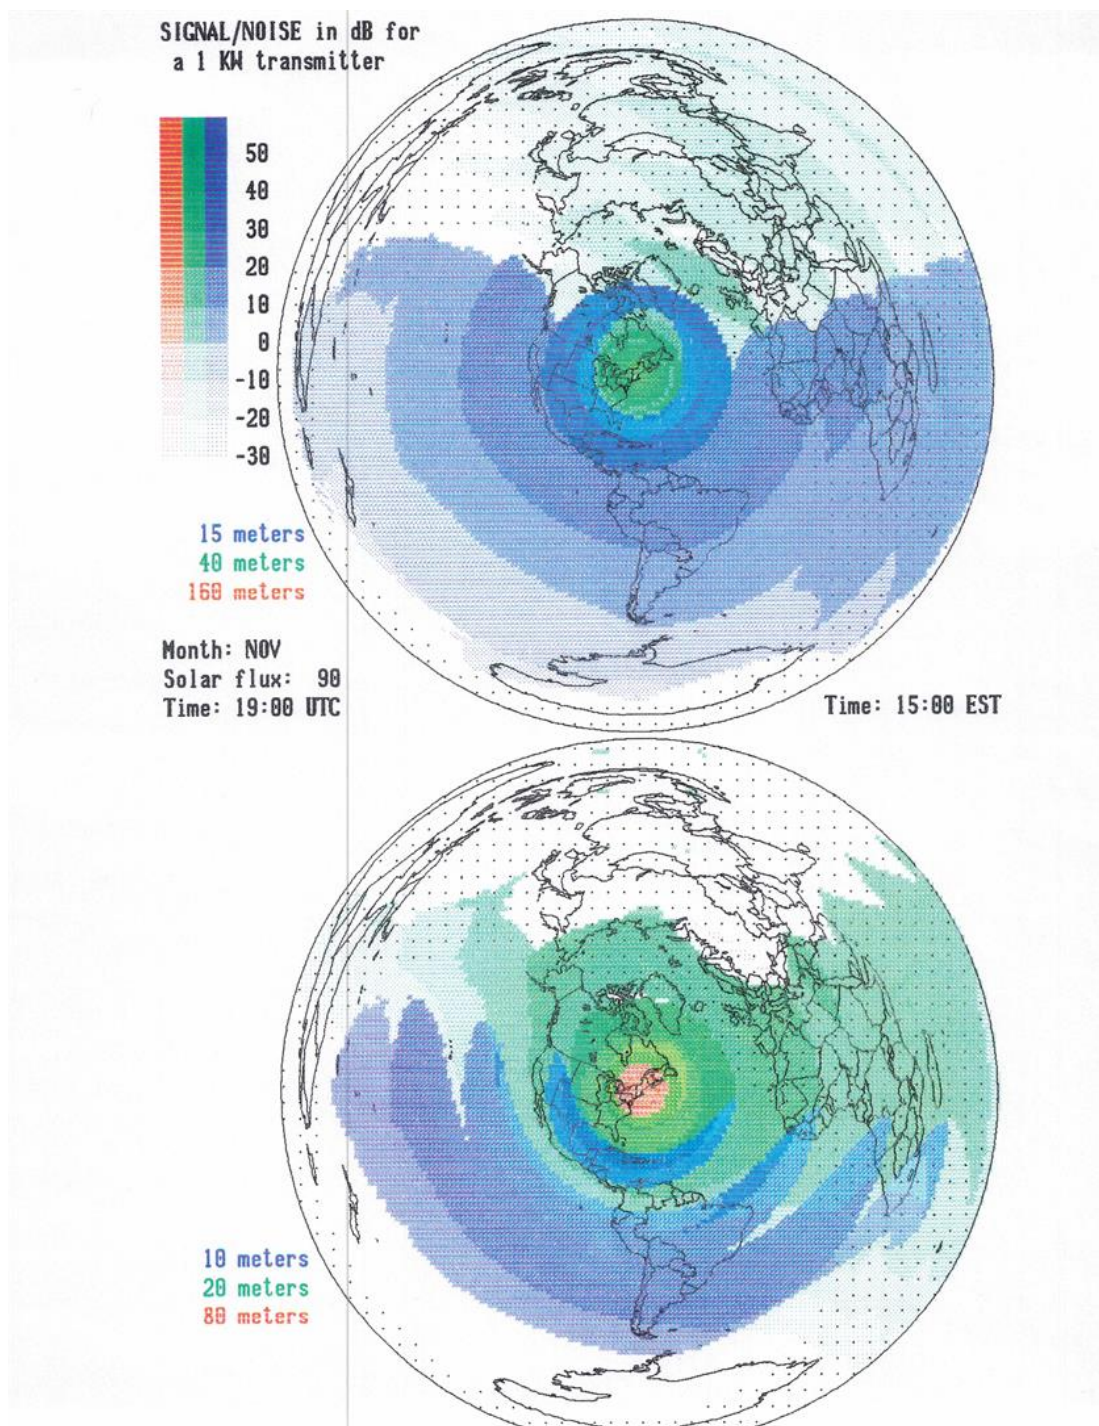 SIGNAL/NOISE in dB for
a 1 KW transmitter
50
40
30
20
10
0
-10
-20
-30
15 meters
40 meters
160 meters
Month: NOV
Solar flux: 90
Time: 19:00 UTC
Time: 15:00 EST
10 meters
20 meters
80 meters